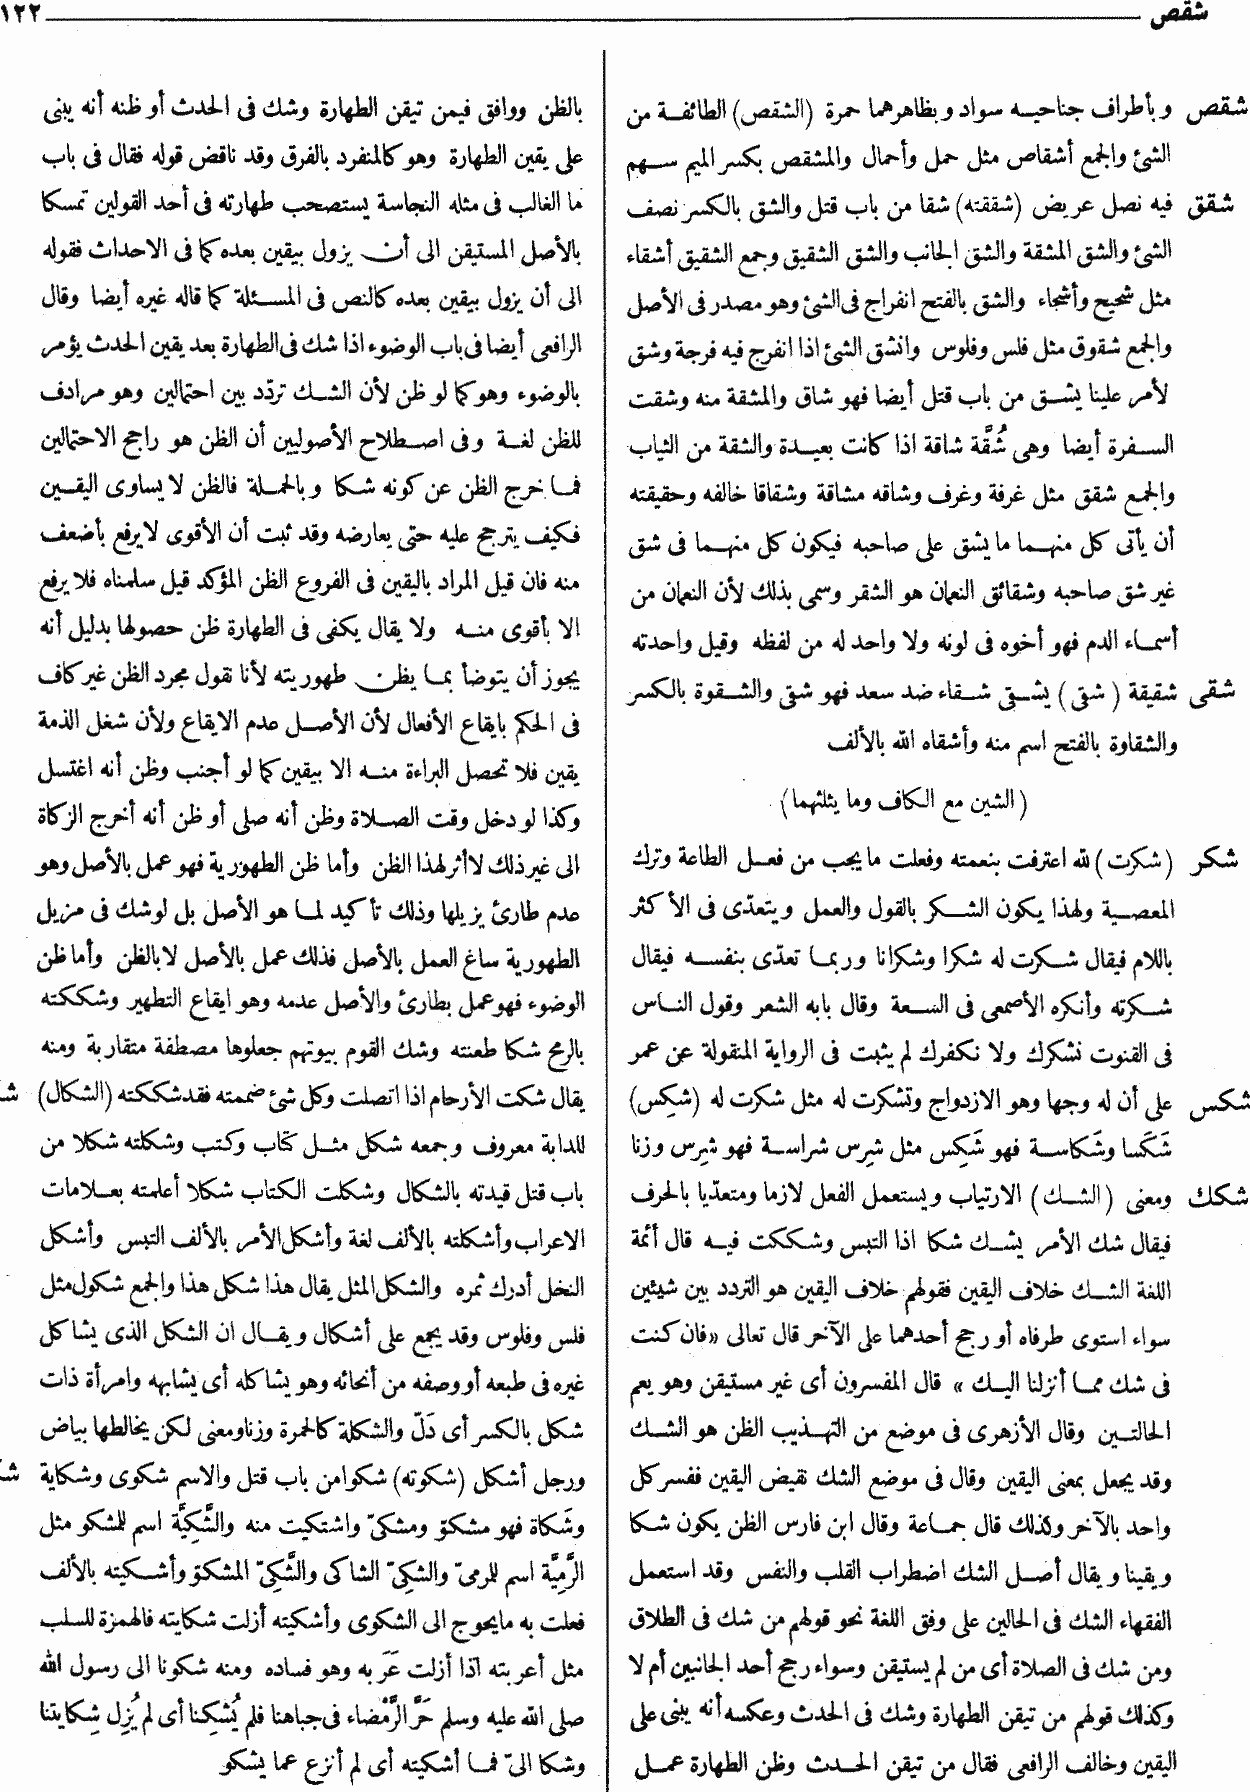 شقص
١٢٢
شقص وبأطراف جناحيه سواد وبظاهرهما حمرة (الشقص) الطائفة من
الشئ والجمع أشقاص مثل حمل وأحمال والمشقص بكسر الميم سهم
شقق فيه نصل عريض (شققته) شقا من باب قتل والشق بالكسر نصف
الشئ والشق المشقة والشق الجانب والشق الشقيق وجمع الشقيق أشقاء
مثل شحيح وأشحاء والشق بالفتح انفراج فى الشئ وهو مصدر فى الأصل
والجمع شقوق مثل فلس وفلوس وانشق الشئ اذا انفرج فيه فرجة وشق
لأمر علينا يشق من باب قتل أيضا فهو شاق والمشقة منه وشقت
السفرة أيضا وهى شُقَّة شاقة اذا كانت بعيدة والشقة من الثياب
والجمع شقق مثل غرفة وغرف وشاقه مشاقة وشقاقا خالفه وحقيقته
أن يأتى كل منهما ما يشق على صاحبه فيكون كل منهما فى شق
غير شق صاحبه وشقائق النعمان هو الشقر وسمى بذلك لأن النعمان من
أسماء الدم فهو أخوه فى لونه ولا واحد له من لفظه وقيل واحدته
شقى شقيقة (شقى) يشقى شقاء ضد سعد فهو شقى والشقوة بالكسر
والشقاوة بالفتح اسم منه وأشقاه الله بالألف
(الشين مع الكاف وما يثلثهما)
شكر (شكرت) لله اعترفت بنعمته وفعلت ما يجب من فعل الطاعة وترك
المعصية ولهذا يكون الشكر بالقول والعمل ويتعدّى فى الأكثر
باللام فيقال شكرت له شكرا وشكرانا وربما تعدّى بنفسه فيقال
شكرته وأنكره الأصمعى فى السعة وقال بابه الشعر وقول الناس
فى القنوت نشكرك ولا نكفرك لم يثبت فى الرواية المنقولة عن عمر
شكس على أن له وجها وهو الازدواج وتشكرت له مثل شكرت له (شكِس)
شَكَسا وشَكاسة فهو شَكِس مثل شرِس شراسة فهو شرِس وزنا
شكك ومعنى (الشك) الارتياب ويستعمل الفعل لازما ومتعدّيا بالحرف
فيقال شك الأمر يشك شكا اذا التبس وشككت فيه قال أئمة
اللغة الشك خلاف اليقين فقولهم خلاف اليقين هو التردد بين شيئين
سواء استوى طرفاه أو رجح أحدهما على الآخر قال تعالى «فان كنت
فى شك مما أنزلنا اليك» قال المفسرون أى غير مستيقن وهو يعم
الحالتين وقال الأزهرى فى موضع من التهذيب الظن هو الشك
وقد يجعل بمعنى اليقين وقال فى موضع الشك نقيض اليقين ففسر كل
واحد بالآخر وكذلك قال جماعة وقال ابن فارس الظن يكون شكا
ويقينا ويقال أصل الشك اضطراب القلب والنفس وقد استعمل
الفقهاء الشك فى الحالين على وفق اللغة نحو قولهم من شك فى الطلاق
ومن شك فى الصلاة أى من لم يستيقن وسواء رجح أحد الجانبين أم لا
وكذلك قولهم من تيقن الطهارة وشك فى الحدث وعكسه أنه يبنى على
اليقين وخالف الرافعى فقال من تيقن الحدث وظن الطهارة عمل
بالظن ووافق فيمن تيقن الطهارة وشك فى الحدث أو ظنه أنه يبنى
على يقين الطهارة وهو كالمنفرد بالفرق وقد ناقض قوله فقال فى باب
ما الغالب فى مثله النجاسة يستصحب طهارته فى أحد القولين تمسكا
بالأصل المستيقن الى أن يزول بيقين بعده كما فى الاحداث فقوله
الى أن يزول بيقين بعده كالنص فى المسئلة كما قاله غيره أيضا وقال
الرافعى أيضا فى باب الوضوء اذا شك فى الطهارة بعد يقين الحدث يؤمر
بالوضوء وهو كما لو ظن لأن الشك تردّد بين احتمالين وهو مرادف
للظن لغة وفى اصطلاح الأصوليين أن الظن هو راجح الاحتمالين
فما خرج الظن عن كونه شكا وبالجملة فالظن لا يساوى اليقين
فكيف يترجح عليه حتى يعارضه وقد ثبت أن الأقوى لا يرفع بأضعف
منه فان قيل المراد باليقين فى الفروع الظن المؤكد قيل سلمناه فلا يرفع
الا بأقوى منه ولا يقال يكفى فى الطهارة ظن حصولها بدليل أنه
يجوز أن يتوضأ بما يظن طهوريته لأنا نقول مجرد الظن غير كاف
فى الحكم بايقاع الأفعال لأن الأصل عدم الايقاع ولأن شغل الذمة
يقين فلا تحصل البراءة منه الا بيقين كما لو أجنب وظن أنه اغتسل
وكذا لو دخل وقت الصلاة وظن أنه صلى أو ظن أنه أخرج الزكاة
الى غير ذلك لا أثر لهذا الظن وأما ظن الطهورية فهو عمل بالأصل وهو
عدم طارئ يزيلها وذلك تأكيد لما هو الأصل بل لو شك فى مزيل
الطهورية ساغ العمل بالأصل فذلك عمل بالأصل لا بالظن وأما ظن
الوضوء فهو عمل بطارئ والأصل عدمه وهو ايقاع التطهير وشككته
بالرمح شكا طعنته وشك القوم بيوتهم جعلوها مصطفة متقاربة ومنه
يقال شكت الأرحام اذا اتصلت وكل شئ ضممته فقد شككته (الشكال)
للدابة معروف وجمعه شكل مثل كتاب وكتب وشكلته شكلا من
باب قتل قيدته بالشكال وشكلت الكتاب شكلا أعلمته بعلامات
الاعراب وأشكلته بالألف لغة وأشكل الأمر بالألف التبس وأشكل
النخل أدرك ثمره والشكل المثل يقال هذا شكل هذا والجمع شكول مثل
فلس وفلوس وقد يجمع على أشكال ويقال ان الشكل الذى يشاكل
غيره فى طبعه أو وصفه من أنحائه وهو يشاكله أى يشابهه وامرأة ذات
شكل بالكسر أى دَلّ والشكلة كالحمرة وزنا ومعنى لكن يخالطها بياض
ورجل أشكل (شكوته) شكوا من باب قتل والاسم شكوى وشكاية
وشَكاة فهو مشكوّ ومشكىّ واشتكيت منه والشَّكِيَّة اسم للمشكو مثل
الرَّمِيَّة اسم للرمىّ والشكِىّ الشاكى والشَّكِىّ المشكوّ وأشكيته بالألف
فعلت به ما يحوج الى الشكوى وأشكيته أزلت شكايته فالهمزة للسلب
مثل أعربته اذا أزلت عَرَبه وهو فساده ومنه شكونا الى رسول الله
صلى الله عليه وسلم حَرَّ الرَّمْضاء فى جباهنا فلم يُشكِنا أى لم يُزِل شِكايتنا
وشكا الىّ فما أشكيته أى لم أنزع عما يشكو